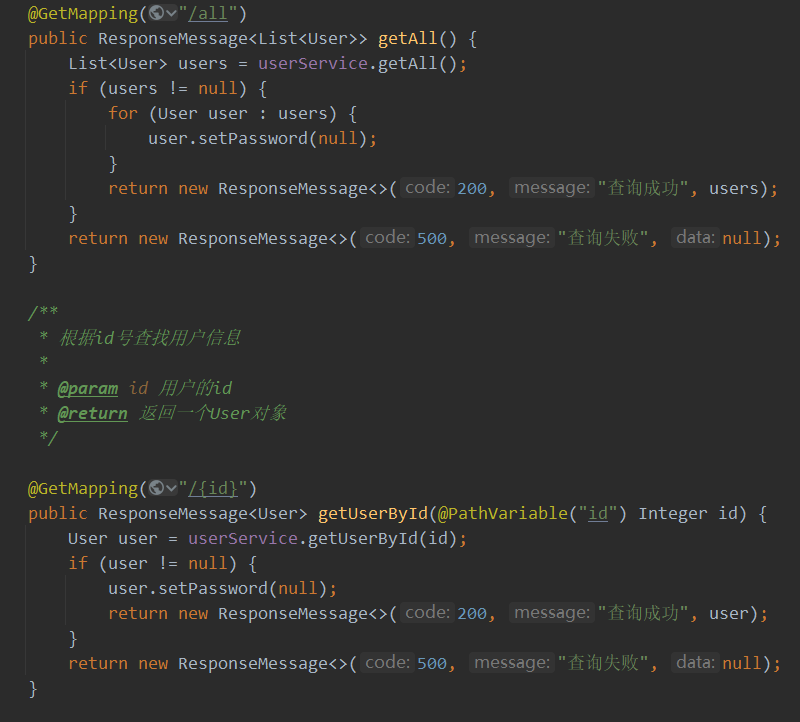 @GetMapping("/all")
public ResponseMessage<List<User>> getAll() {
    List<User> users = userService.getAll();
    if (users != null) {
        for (User user : users) {
            user.setPassword(null);
        }
        return new ResponseMessage<>( code: 200, message: "查询成功", users);
    }
    return new ResponseMessage<>( code: 500, message: "查询失败", data: null);
}
/**
 * 根据id号查找用户信息
 *
 * @param id 用户的id
 * @return 返回一个User对象
 */
@GetMapping("/{id}")
public ResponseMessage<User> getUserById(@PathVariable("id") Integer id) {
    User user = userService.getUserById(id);
    if (user != null) {
        user.setPassword(null);
        return new ResponseMessage<>( code: 200, message: "查询成功", user);
    }
    return new ResponseMessage<>( code: 500, message: "查询失败", data: null);
}